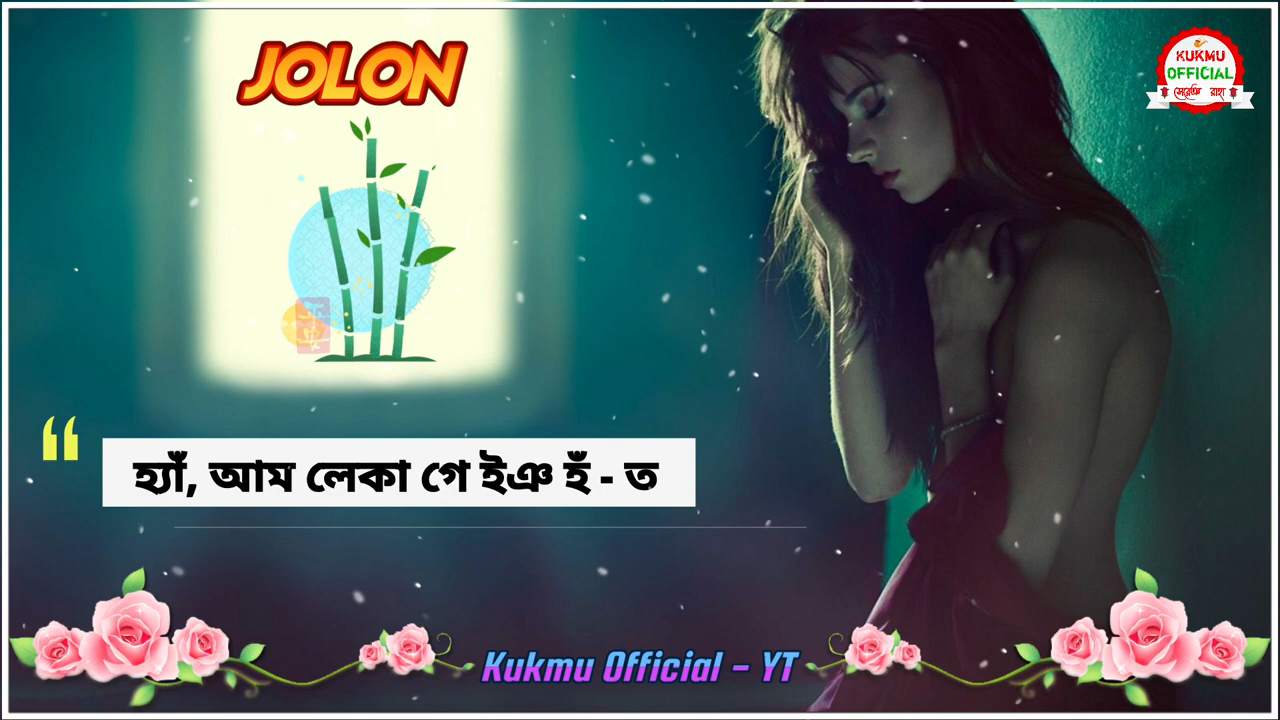 JOLON
KUKMU
OFFICIAL
সেরেঞ রাহা
“
হ্যাঁ, আম লেকা গে ইঞ হঁ - ত
Kukmu Official - YT